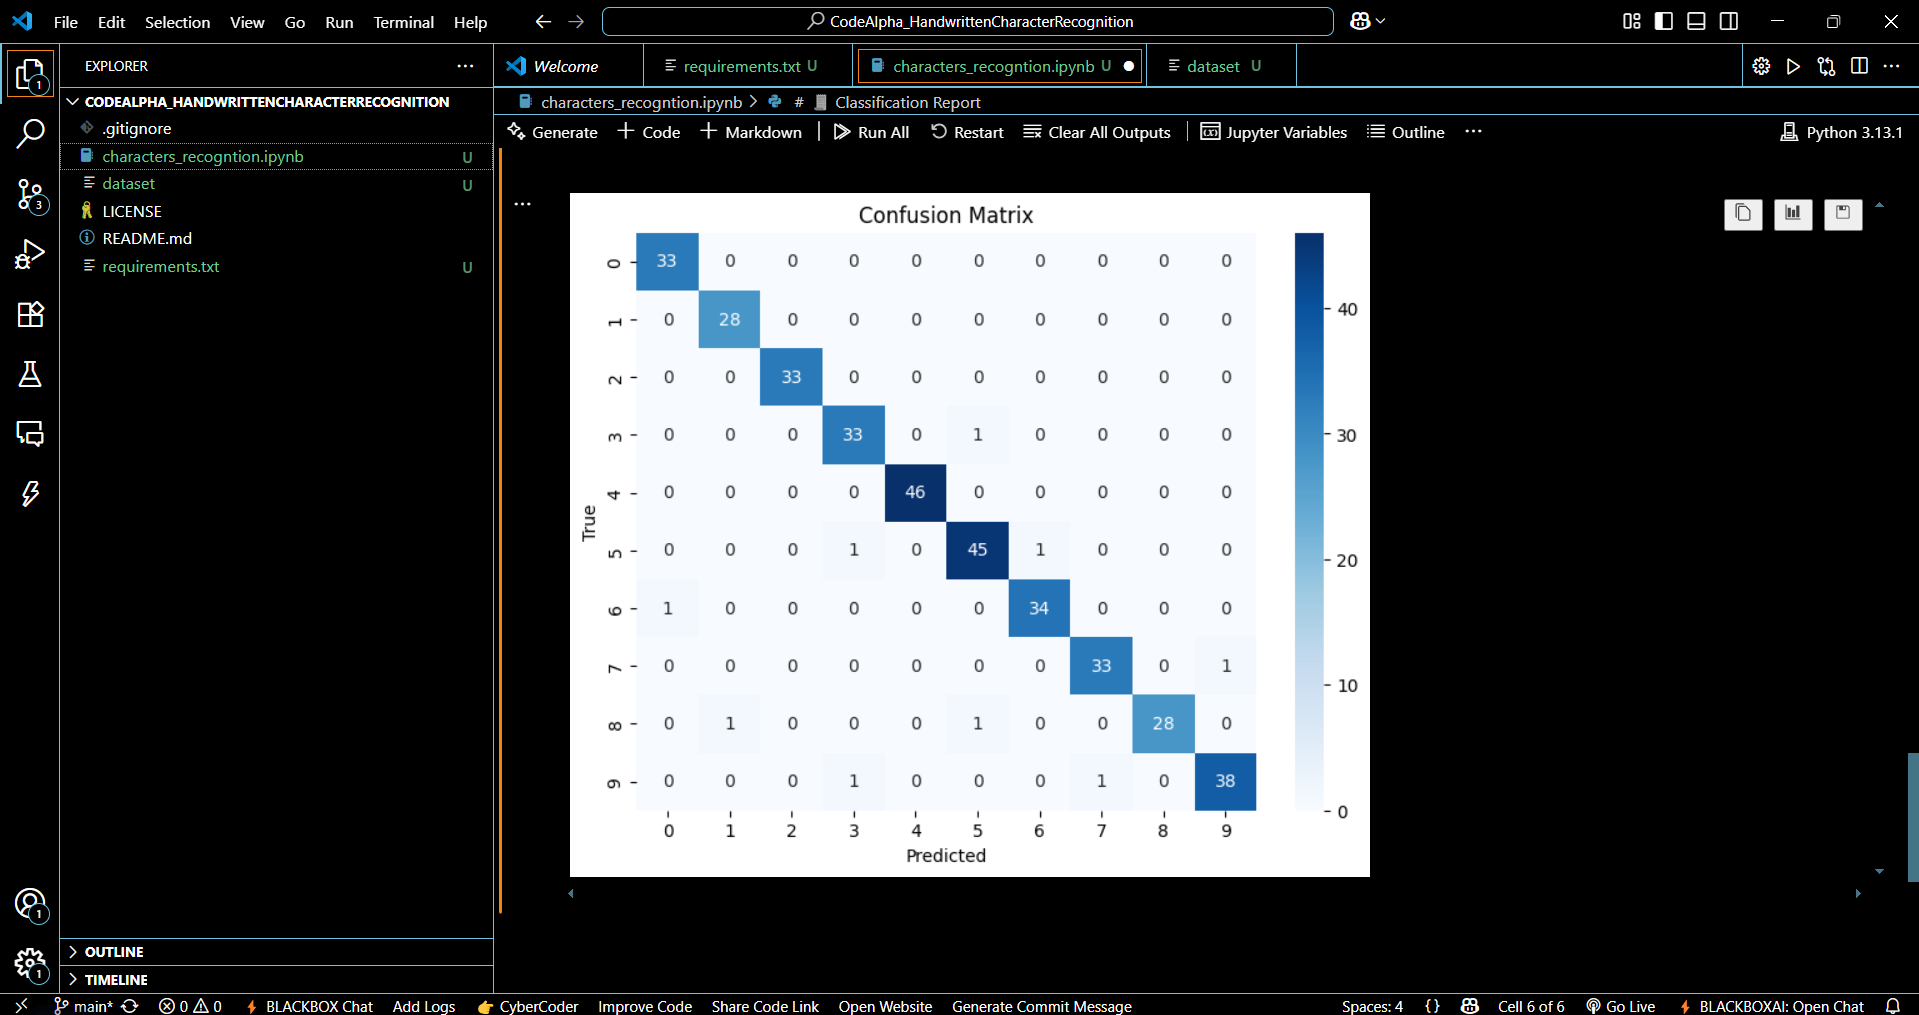 File Edit Selection View Go Run Terminal Help
CodeAlpha_HandwrittenCharacterRecognition
EXPLORER
Welcome
requirements.txt U
characters_recogntion.ipynb U
dataset U
characters_recogntion.ipynb > # Classification Report
Generate + Code + Markdown Run All Restart Clear All Outputs Jupyter Variables Outline ...
Python 3.13.1
CODEALPHA_HANDWRITTENCHARACTERRECOGNITION
.gitignore
characters_recogntion.ipynb U
dataset U
LICENSE
README.md
requirements.txt U
1
3
Confusion Matrix
0 33 0 0 0 0 0 0 0 0 0
1 0 28 0 0 0 0 0 0 0 0
2 0 0 33 0 0 0 0 0 0 0
3 0 0 0 33 0 1 0 0 0 0
4 0 0 0 0 46 0 0 0 0 0
5 0 0 0 1 0 45 1 0 0 0
6 1 0 0 0 0 0 34 0 0 0
7 0 0 0 0 0 0 0 33 0 1
8 0 1 0 0 0 1 0 0 28 0
9 0 0 0 1 0 0 0 1 0 38
0 1 2 3 4 5 6 7 8 9
True
Predicted
40
30
20
10
0
1
1
OUTLINE
TIMELINE
main* 0 0 BLACKBOX Chat Add Logs CyberCoder Improve Code Share Code Link Open Website Generate Commit Message
Spaces: 4 {} Cell 6 of 6 Go Live BLACKBOXAI: Open Chat